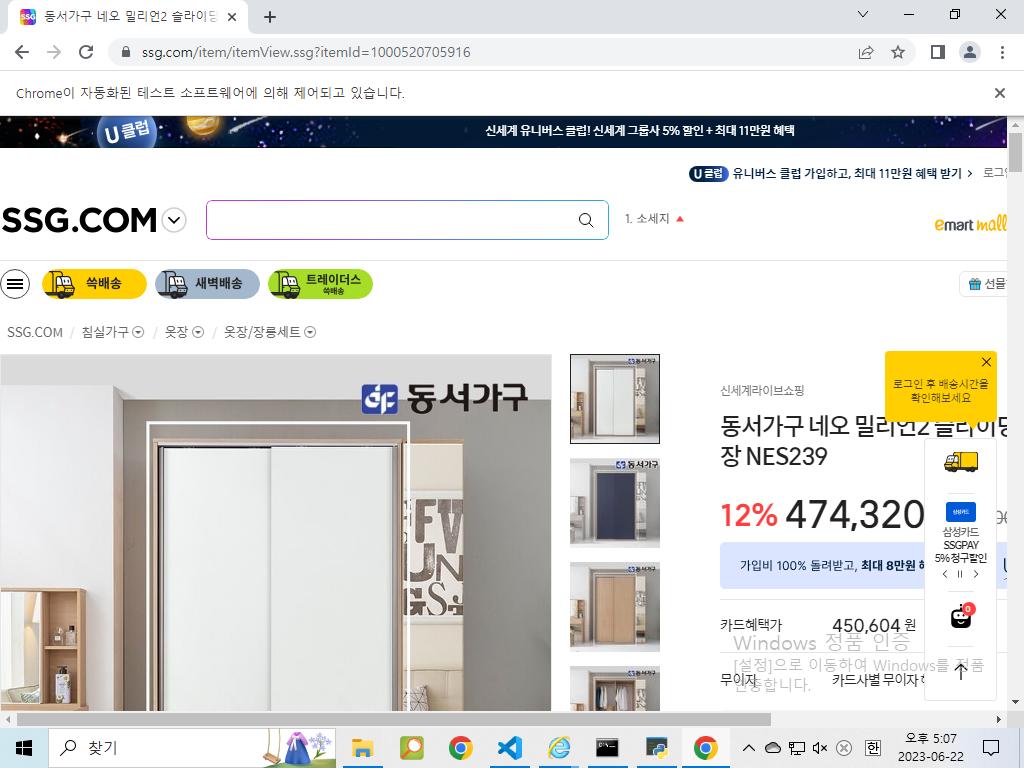 동서가구 네오 밀리언2 슬라이딩
ssg.com/item/itemView.ssg?itemId=1000520705916
Chrome이 자동화된 테스트 소프트웨어에 의해 제어되고 있습니다.
U클럽 신세계 유니버스 클럽! 신세계 그룹사 5% 할인 + 최대 11만원 혜택
U클럽 유니버스 클럽 가입하고, 최대 11만원 혜택 받기 >
SSG.COM
1. 소세지
emart mall
쓱배송 새벽배송 트레이더스
쓱배송
선물
SSG.COM / 침실가구 / 옷장 / 옷장/장롱세트
동서가구
로그인 후 배송시간을
확인해보세요
신세계라이브쇼핑
동서가구 네오 밀리언2 슬라이딩
장 NES239
12% 474,320
삼성카드
삼성카드
SSGPAY
5% 청구할인
가입비 100% 돌려받고, 최대 8만원
카드혜택가 450,604 원
0
무이자 카드사별 무이자
Windows 정품 인증
[설정]으로 이동하여 Windows를 정품
인증합니다.
찾기
한
오후 5:07
2023-06-22